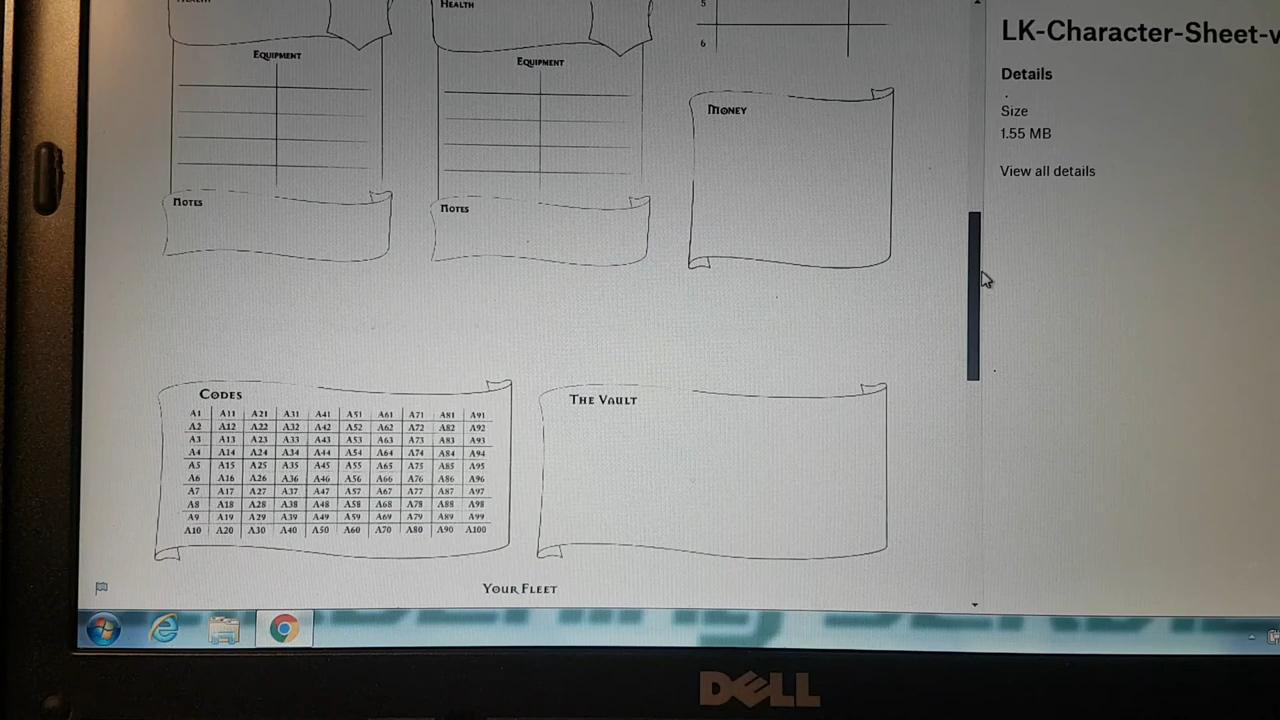 Health
Health
5
6
LK-Character-Sheet-v
Details
Size
1.55 MB
View all details
Equipment
Equipment
Money
Notes
Notes
Codes
The Vault
A1 A11 A21 A31 A41 A51 A61 A71 A81 A91
A2 A12 A22 A32 A42 A52 A62 A72 A82 A92
A3 A13 A23 A33 A43 A53 A63 A73 A83 A93
A4 A14 A24 A34 A44 A54 A64 A74 A84 A94
A5 A15 A25 A35 A45 A55 A65 A75 A85 A95
A6 A16 A26 A36 A46 A56 A66 A76 A86 A96
A7 A17 A27 A37 A47 A57 A67 A77 A87 A97
A8 A18 A28 A38 A48 A58 A68 A78 A88 A98
A9 A19 A29 A39 A49 A59 A69 A79 A89 A99
A10 A20 A30 A40 A50 A60 A70 A80 A90 A100
Your Fleet
DELL